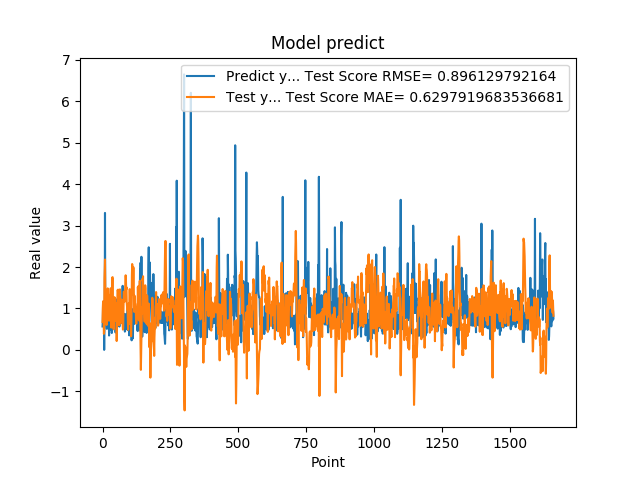 Model predict
Predict y... Test Score RMSE= 0.896129792164
Test y... Test Score MAE= 0.6297919683536681
Real value
7
6
5
4
3
2
1
0
−1
0 250 500 750 1000 1250 1500
Point